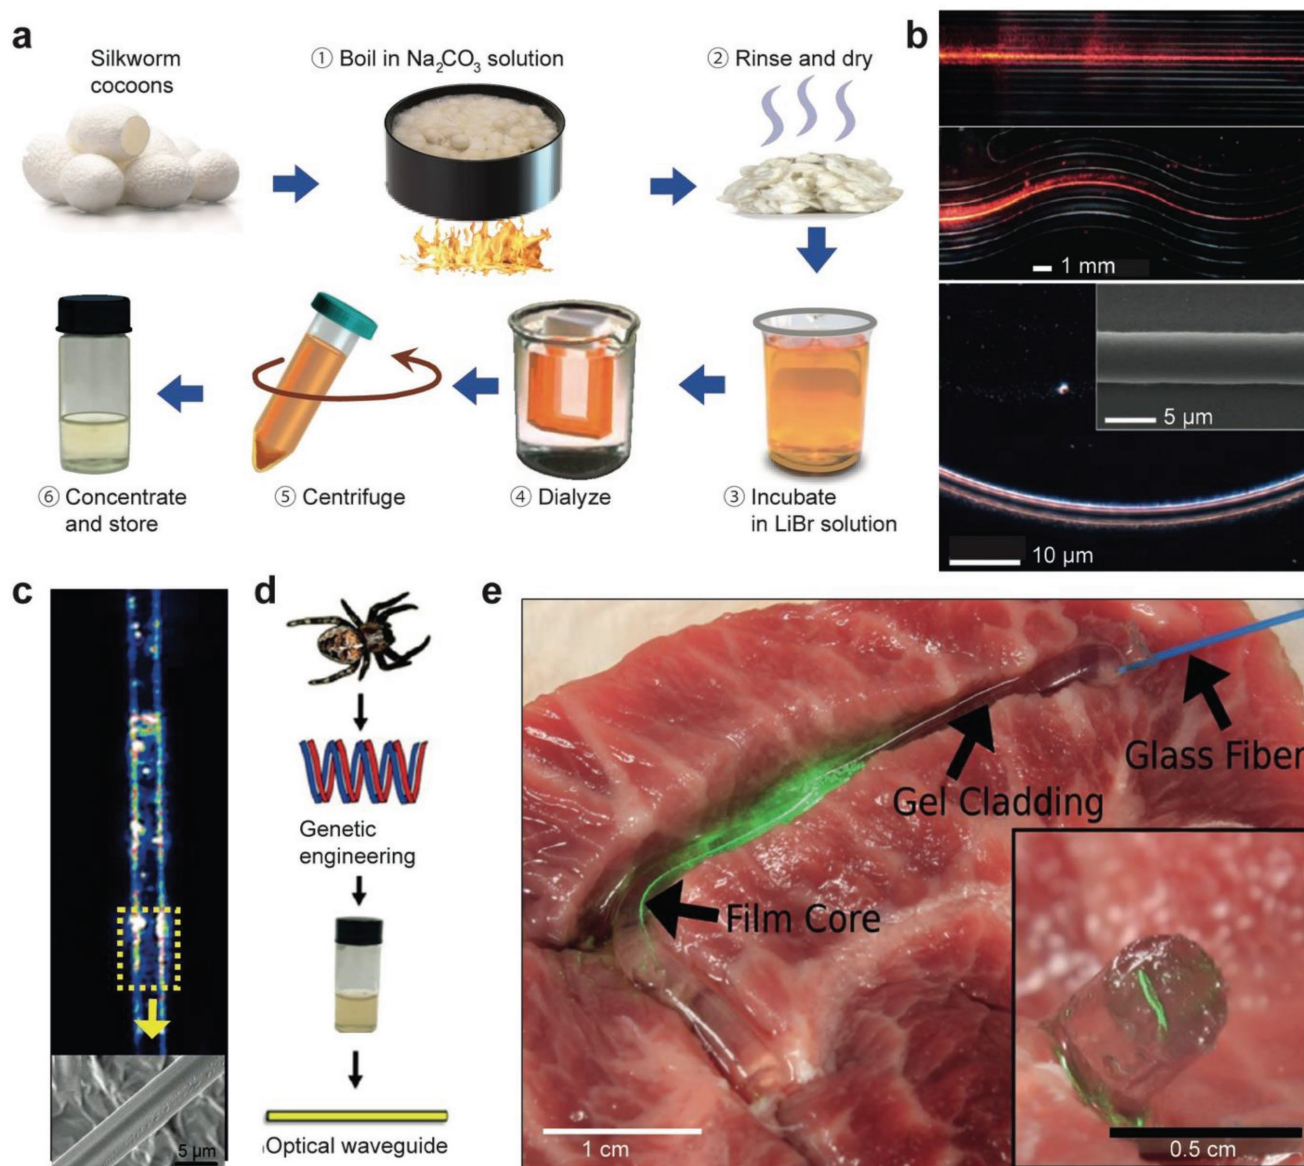 a
Silkworm
cocoons
① Boil in Na₂CO₃ solution
② Rinse and dry
③ Incubate
in LiBr solution
④ Dialyze
⑤ Centrifuge
⑥ Concentrate
and store
b
1 mm
5 µm
10 µm
c
5 µm
d
Genetic
engineering
Optical waveguide
e
Glass Fiber
Gel Cladding
Film Core
1 cm
0.5 cm